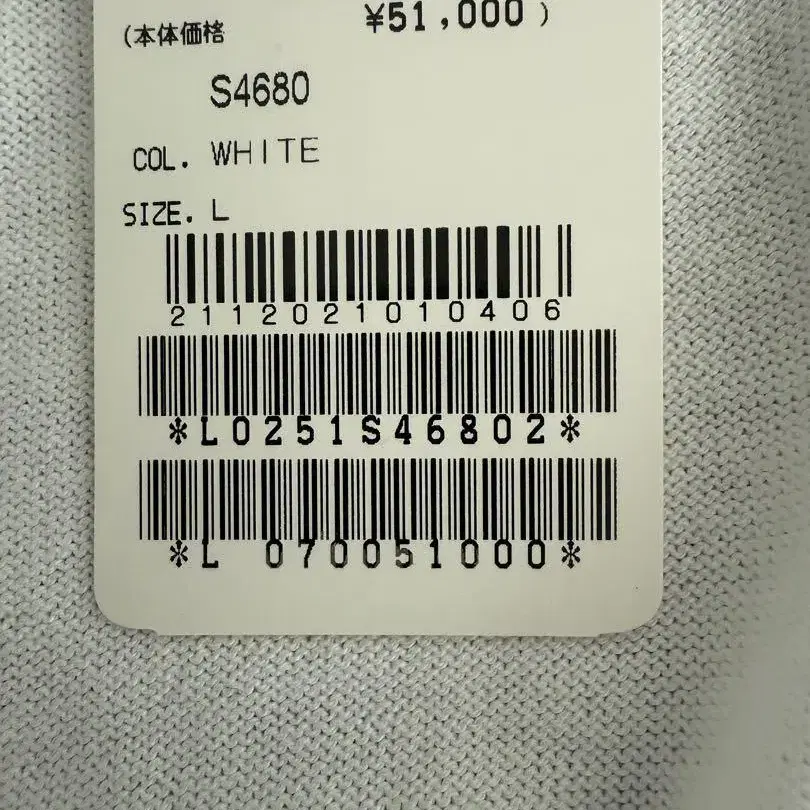 (本体価格 ¥51,000)
S4680
COL. WHITE
SIZE. L
2112021010406
*L0251S46802*
*L 070051000*